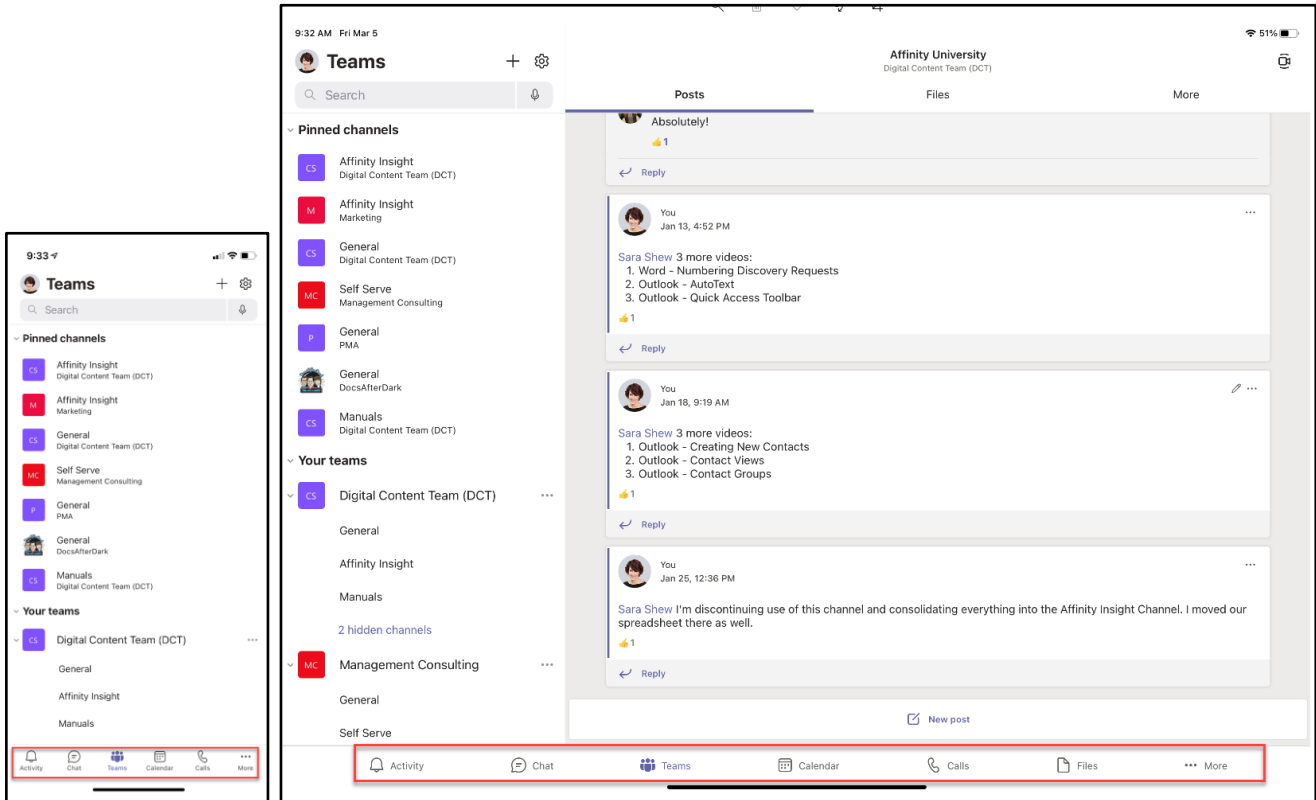 9:33
Teams
Search
Pinned channels
CS Affinity Insight
Digital Content Team (DCT)
M Affinity Insight
Marketing
CS General
Digital Content Team (DCT)
MC Self Serve
Management Consulting
P General
PMA
General
DocsAfterDark
CS Manuals
Digital Content Team (DCT)
Your teams
CS Digital Content Team (DCT) ...
General
Affinity Insight
Manuals
Activity Chat Teams Calendar Calls More
9:32 AM Fri Mar 5
51%
Teams
Search
Pinned channels
CS Affinity Insight
Digital Content Team (DCT)
M Affinity Insight
Marketing
CS General
Digital Content Team (DCT)
MC Self Serve
Management Consulting
P General
PMA
General
DocsAfterDark
CS Manuals
Digital Content Team (DCT)
Your teams
CS Digital Content Team (DCT) ...
General
Affinity Insight
Manuals
2 hidden channels
MC Management Consulting ...
General
Self Serve
Affinity University
Digital Content Team (DCT)
Posts Files More
Absolutely!
1
Reply
You
Jan 13, 4:52 PM
Sara Shew 3 more videos:
1. Word - Numbering Discovery Requests
2. Outlook - AutoText
3. Outlook - Quick Access Toolbar
1
Reply
You
Jan 18, 9:19 AM
Sara Shew 3 more videos:
1. Outlook - Creating New Contacts
2. Outlook - Contact Views
3. Outlook - Contact Groups
1
Reply
You
Jan 25, 12:36 PM
Sara Shew I'm discontinuing use of this channel and consolidating everything into the Affinity Insight Channel. I moved our
spreadsheet there as well.
1
Reply
New post
Activity Chat Teams Calendar Calls Files More